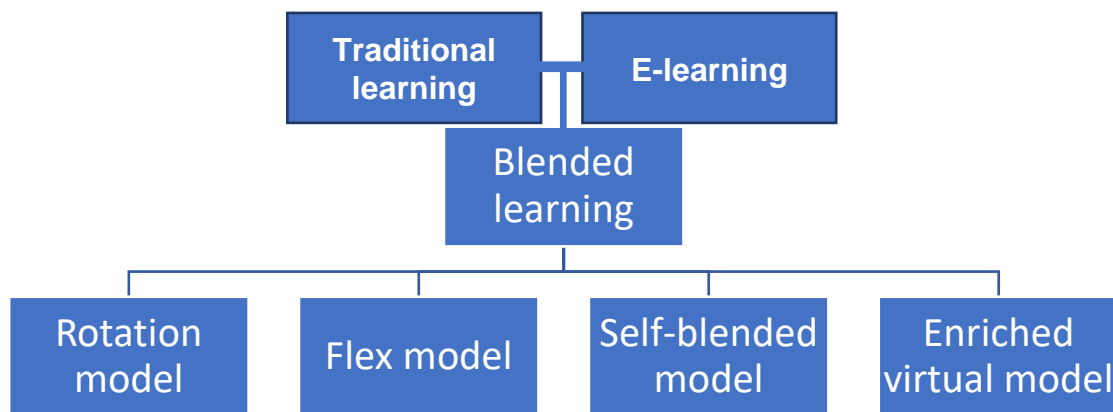 Traditional
learning
E-learning
Blended
learning
Rotation
model
Flex model
Self-blended
model
Enriched
virtual model